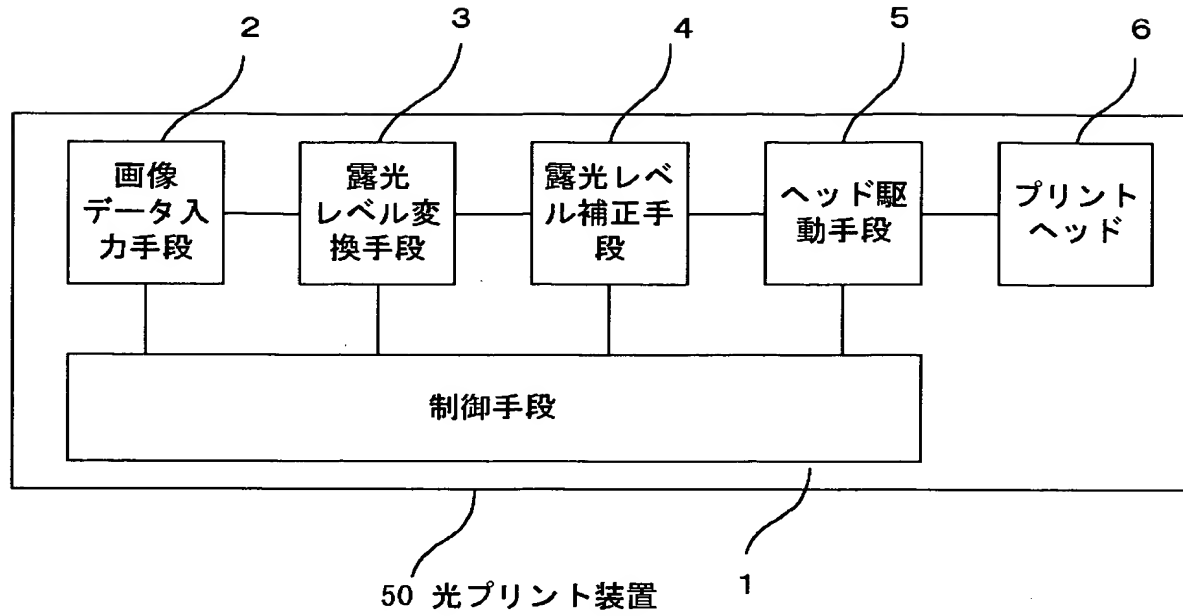 2
3
4
5
6
画像
データ入
力手段
露光
レベル変
換手段
露光レベ
ル補正手
段
ヘッド駆
動手段
プリント
ヘッド
制御手段
1
50 光プリント装置